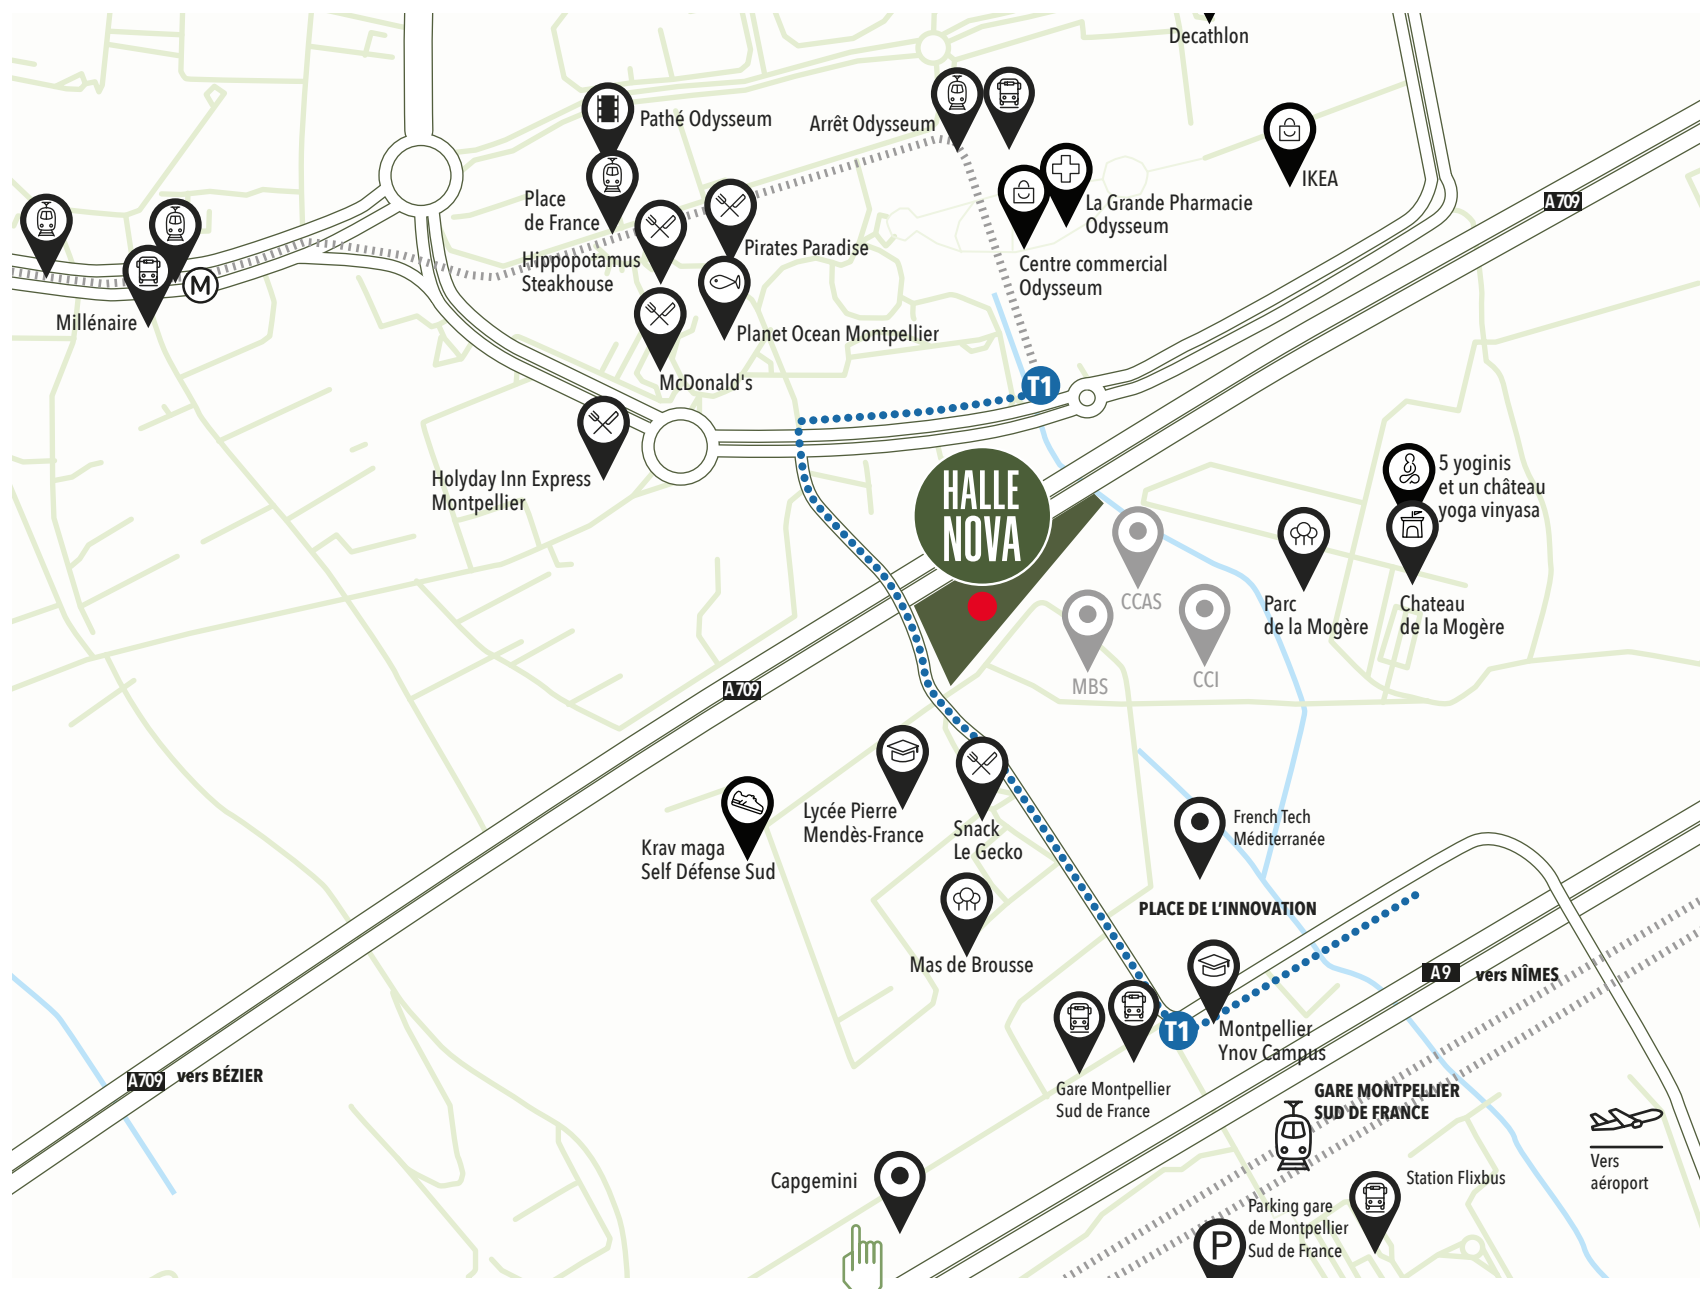 Decathlon
Pathé Odysseum
Arrêt Odysseum
IKEA
A709
Place
de France
La Grande Pharmacie
Odysseum
Hippopotamus
Steakhouse
Pirates Paradise
Centre commercial
Odysseum
M
Millénaire
Planet Ocean Montpellier
McDonald's
T1
Holyday Inn Express
Montpellier
HALLE
NOVA
5 yoginis
et un château
yoga vinyasa
CCAS
MBS
CCI
Parc
de la Mogère
Chateau
de la Mogère
A709
Lycée Pierre
Mendès-France
Snack
Le Gecko
Krav maga
Self Défense Sud
French Tech
Méditerranée
PLACE DE L'INNOVATION
Mas de Brousse
A9
vers NÎMES
T1
Montpellier
Ynov Campus
A709
vers BÉZIER
Gare Montpellier
Sud de France
GARE MONTPELLIER
SUD DE FRANCE
Vers
aéroport
Capgemini
Station Flixbus
P
Parking gare
de Montpellier
Sud de France